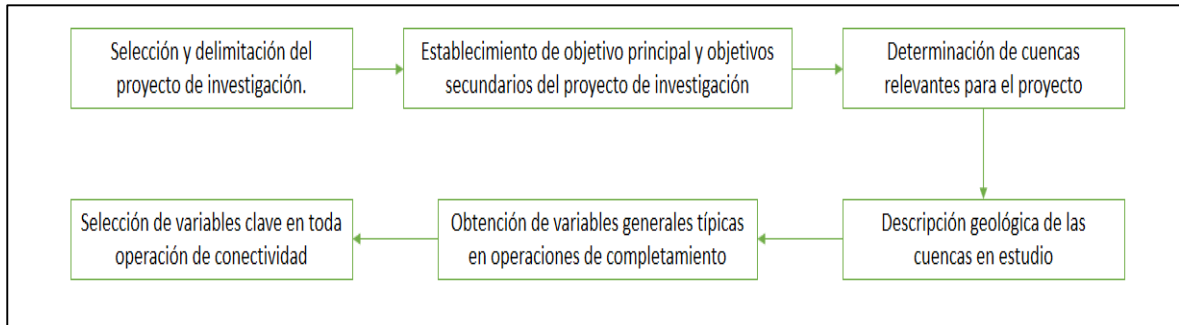 Selección y delimitación del
proyecto de investigación.
Establecimiento de objetivo principal y objetivos
secundarios del proyecto de investigación
Determinación de cuencas
relevantes para el proyecto
Descripción geológica de las
cuencas en estudio
Obtención de variables generales típicas
en operaciones de completamiento
Selección de variables clave en toda
operación de conectividad